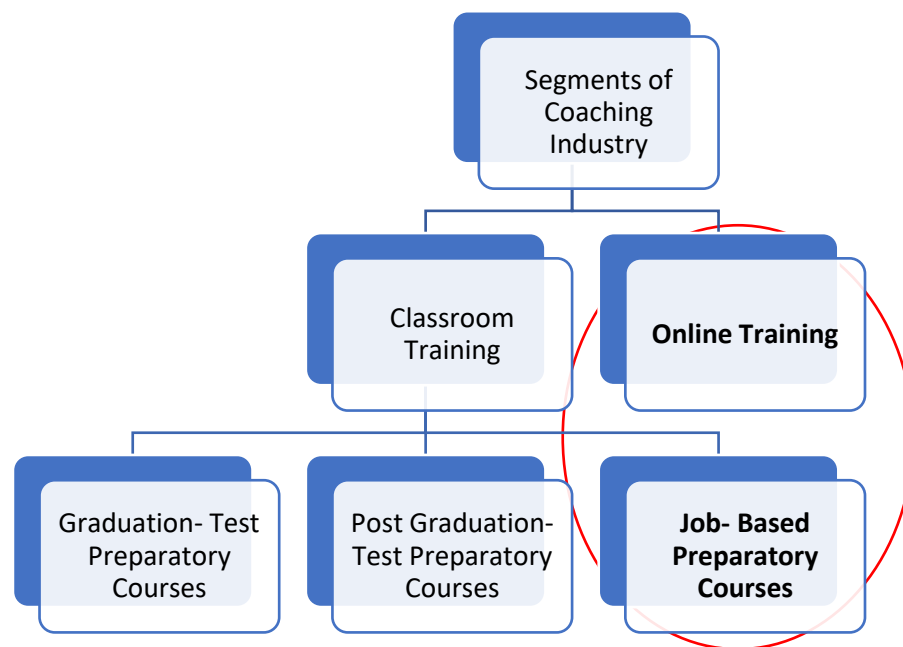 Segments of
Coaching
Industry
Classroom
Training
Online Training
Graduation- Test
Preparatory
Courses
Post Graduation-
Test Preparatory
Courses
Job- Based
Preparatory
Courses